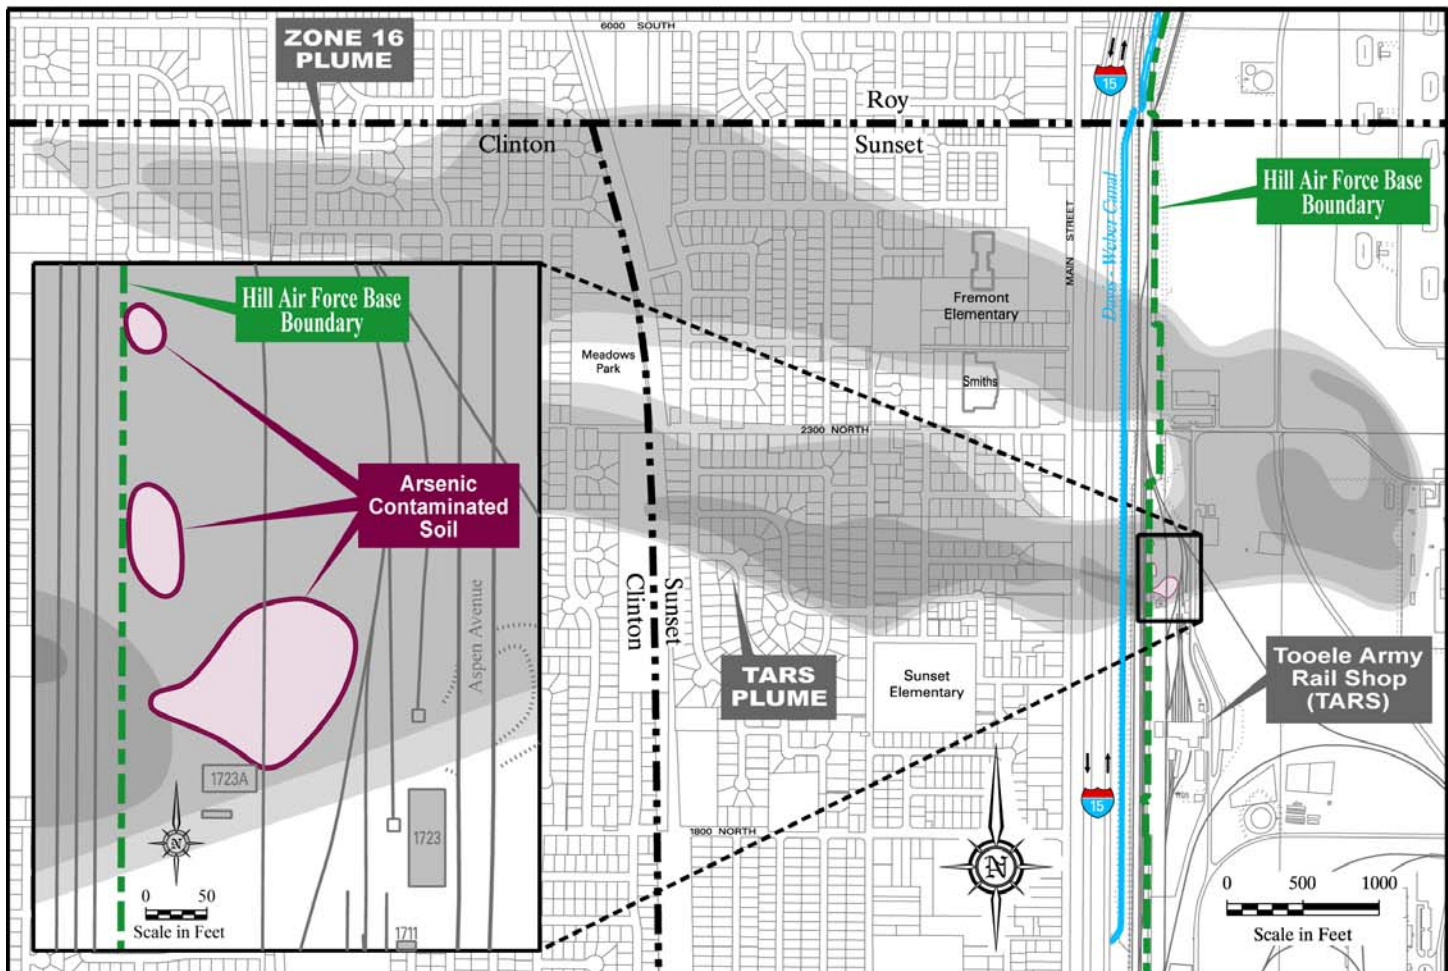 6000 SOUTH
ZONE 16
PLUME
15
Roy
Clinton
Sunset
Hill Air Force Base
Boundary
Davis - Weber Canal
MAIN STREET
Hill Air Force Base
Boundary
Fremont
Elementary
Meadows
Park
Smiths
2300 NORTH
Arsenic
Contaminated
Soil
Sunset
Clinton
Aspen Avenue
TARS
PLUME
Sunset
Elementary
Tooele Army
Rail Shop
(TARS)
1723A
1723
15
1800 NORTH
N
N
0 50
Scale in Feet
1711
0 500 1000
Scale in Feet